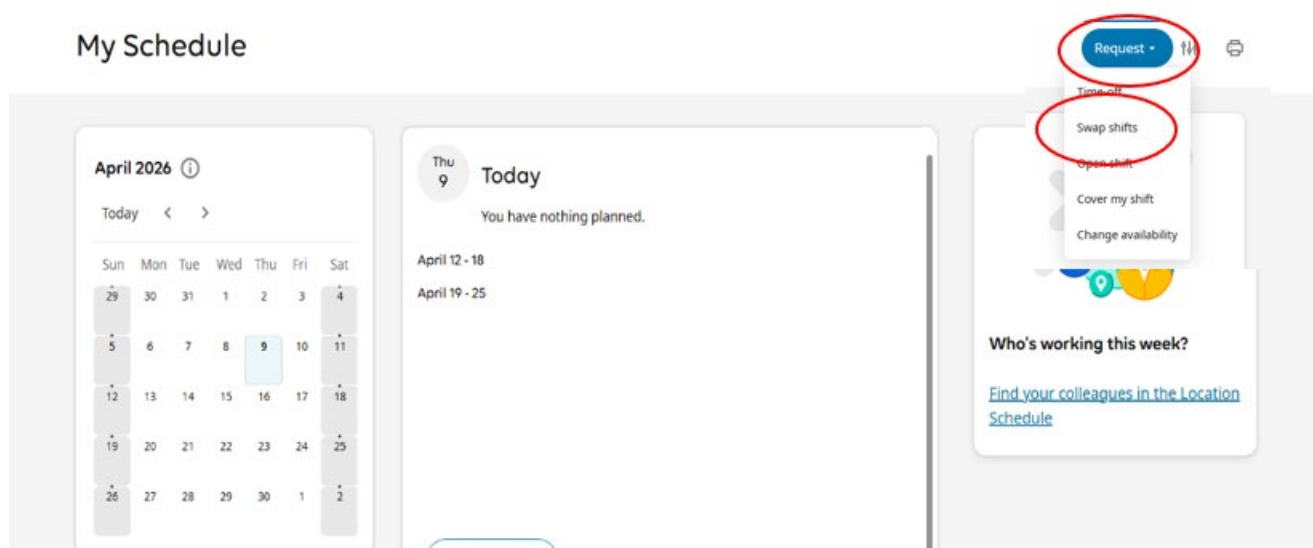 My Schedule
Request
Time-off
Swap shifts
Open shift
Cover my shift
Change availability
April 2026
Today < >
Sun Mon Tue Wed Thu Fri Sat
29 30 31 1 2 3 4
5 6 7 8 9 10 11
12 13 14 15 16 17 18
19 20 21 22 23 24 25
26 27 28 29 30 1 2
Thu
9
Today
You have nothing planned.
April 12 - 18
April 19 - 25
Who's working this week?
Find your colleagues in the Location
Schedule